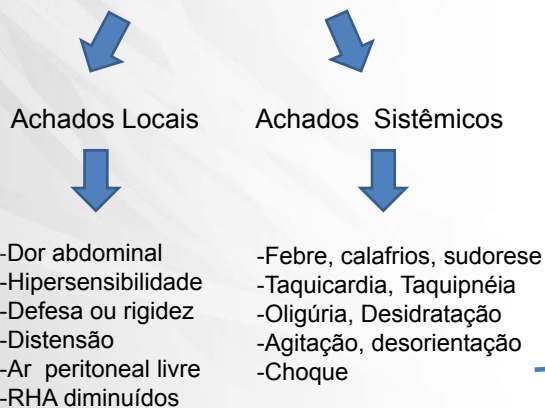 Achados Locais
-Dor abdominal
-Hipersensibilidade
-Defesa ou rigidez
-Distensão
-Ar peritoneal livre
-RHA diminuídos
Achados Sistêmicos
-Febre, calafrios, sudorese
-Taquicardia, Taquipnéia
-Oligúria, Desidratação
-Agitação, desorientação
-Choque